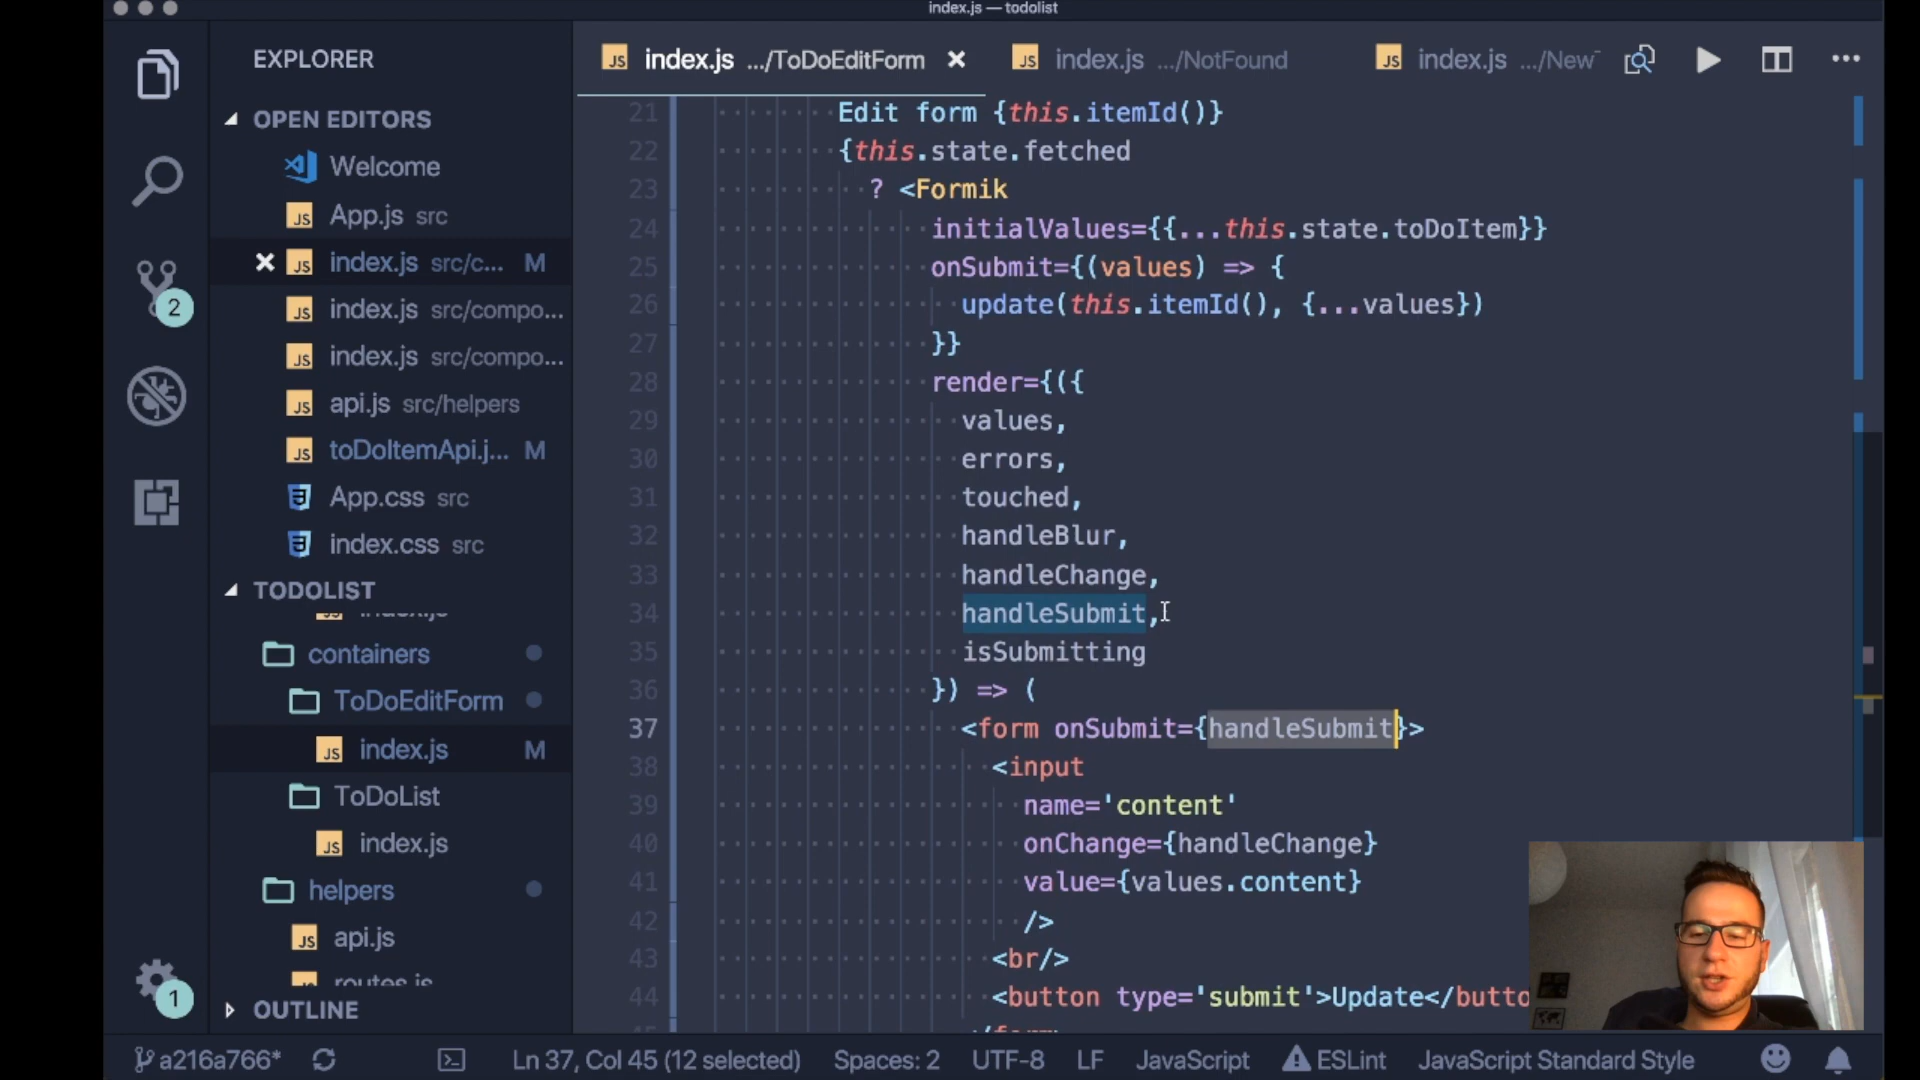 index.js — todolist
EXPLORER
OPEN EDITORS
Welcome
App.js src
index.js src/c... M
index.js src/compo...
index.js src/compo...
api.js src/helpers
toDoItemApi.j... M
App.css src
index.css src
TODOLIST
index.js
containers
ToDoEditForm
index.js M
ToDoList
index.js
helpers
api.js
routes.js
OUTLINE
2
1
index.js .../ToDoEditForm
index.js .../NotFound
index.js .../New
21 Edit form {this.itemId()}
22 {this.state.fetched
23 ? <Formik
24 initialValues={{...this.state.toDoItem}}
25 onSubmit={(values) => {
26 update(this.itemId(), {...values})
27 }}
28 render={({
29 values,
30 errors,
31 touched,
32 handleBlur,
33 handleChange,
34 handleSubmit,
35 isSubmitting
36 }) => (
37 <form onSubmit={handleSubmit}>
38 <input
39 name='content'
40 onChange={handleChange}
41 value={values.content}
42 />
43 <br/>
44 <button type='submit'>Update</butto
45 </form>
a216a766* Ln 37, Col 45 (12 selected) Spaces: 2 UTF-8 LF JavaScript ESLint JavaScript Standard Style